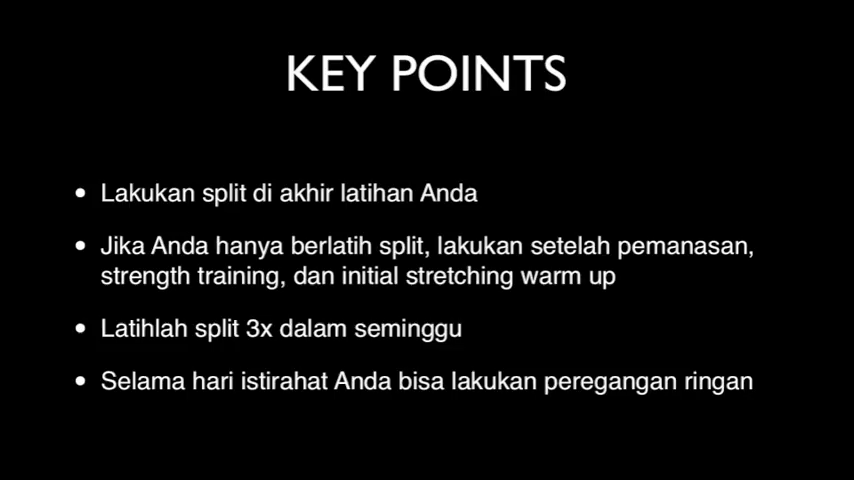 KEY POINTS
• Lakukan split di akhir latihan Anda
• Jika Anda hanya berlatih split, lakukan setelah pemanasan,
strength training, dan initial stretching warm up
• Latihlah split 3x dalam seminggu
• Selama hari istirahat Anda bisa lakukan peregangan ringan